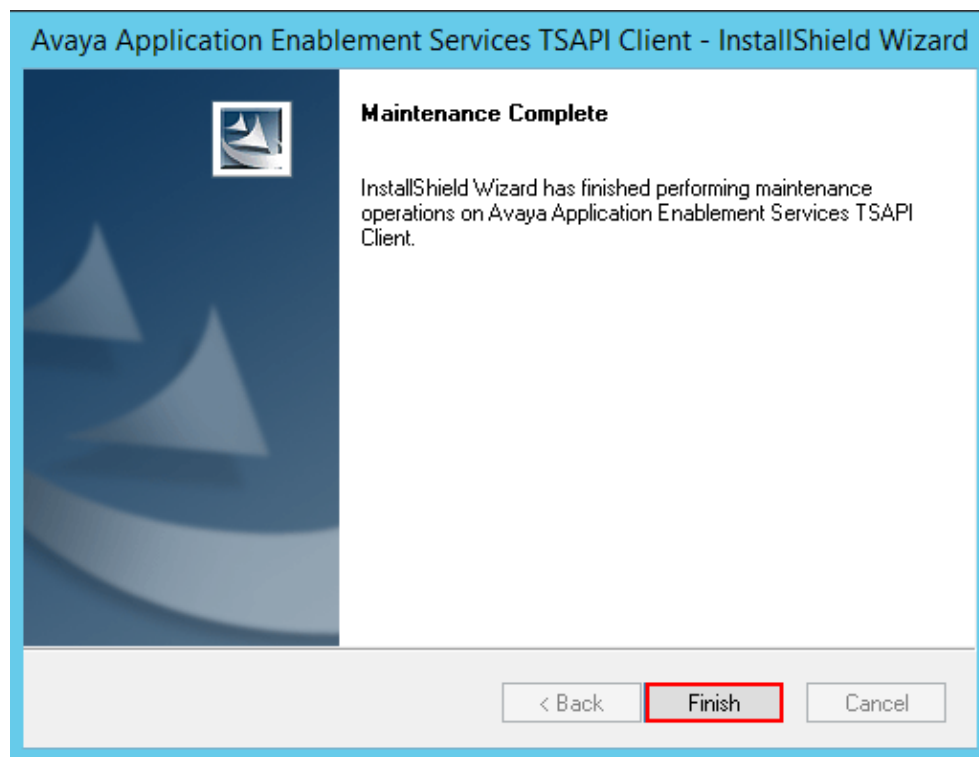 Avaya Application Enablement Services TSAPI Client - InstallShield Wizard
Maintenance Complete
InstallShield Wizard has finished performing maintenance
operations on Avaya Application Enablement Services TSAPI
Client.
< Back
Finish
Cancel